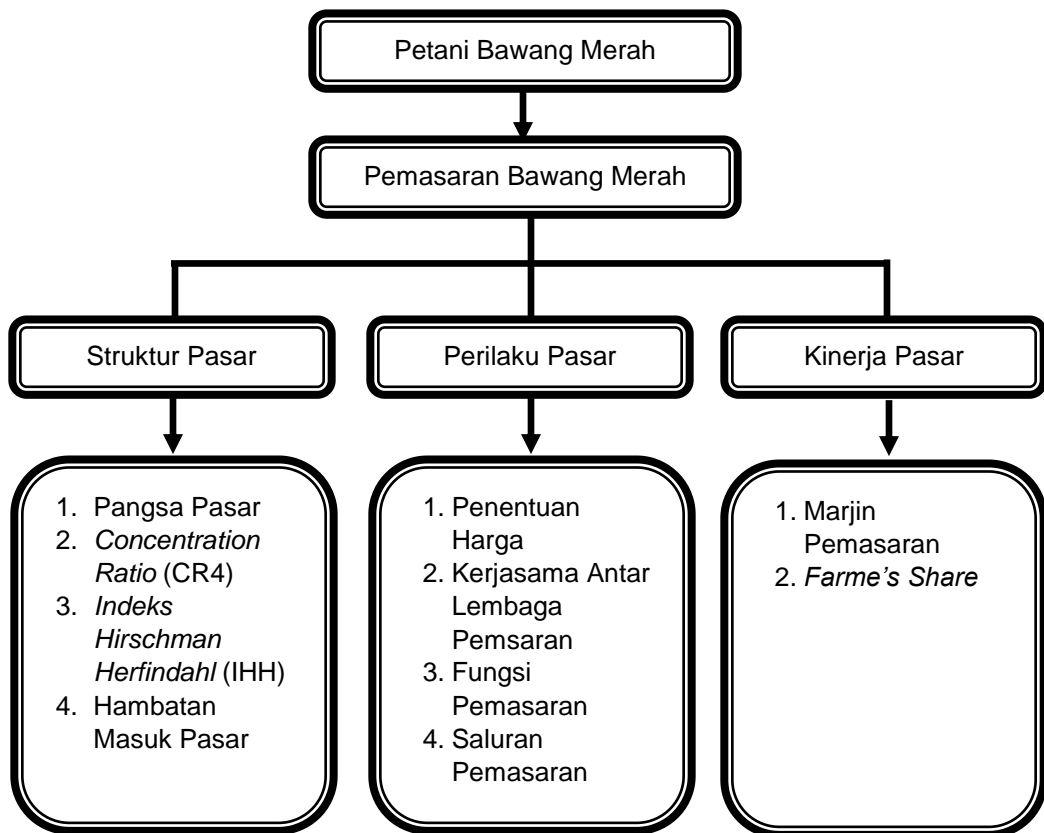 Petani Bawang Merah
Pemasaran Bawang Merah
Struktur Pasar
Perilaku Pasar
Kinerja Pasar
1. Pangsa Pasar
2. Concentration
Ratio (CR4)
3. Indeks
Hirschman
Herfindahl (IHH)
4. Hambatan
Masuk Pasar
1. Penentuan
Harga
2. Kerjasama Antar
Lembaga
Pemsaran
3. Fungsi
Pemasaran
4. Saluran
Pemasaran
1. Marjin
Pemasaran
2. Farme’s Share